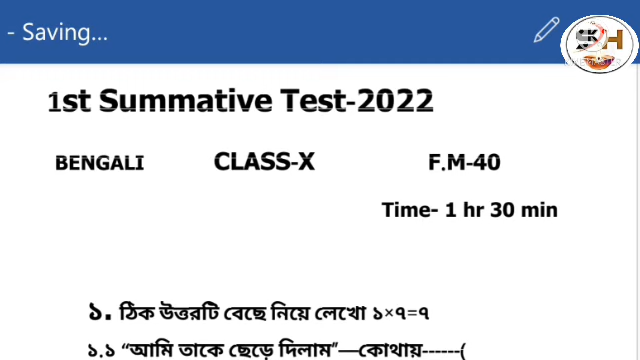 - Saving...
SKH
1st Summative Test-2022
BENGALI CLASS-X F.M-40
Time- 1 hr 30 min
১. ঠিক উত্তরটি বেছে নিয়ে লেখো ১×৭=৭
১.১ “আমি তাকে ছেড়ে দিলাম”—কোথায়------(